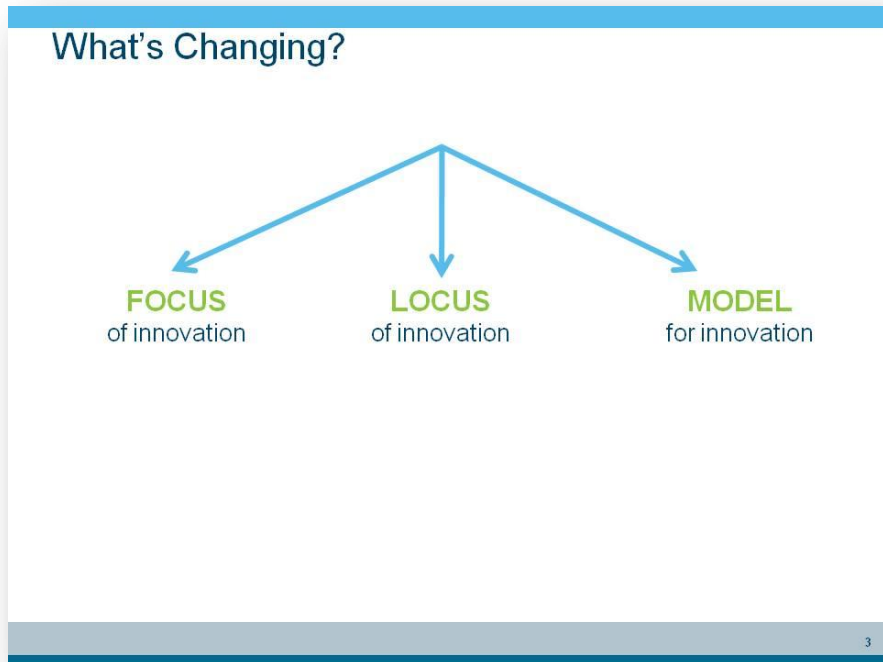 What's Changing?
FOCUS
of innovation
LOCUS
of innovation
MODEL
for innovation
3